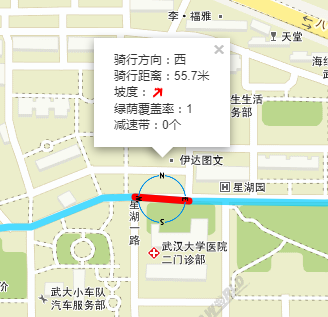 李·福雅
天堂
骑行方向：西
骑行距离：55.7米
坡度：
绿荫覆盖率：1
减速带：0个
生生活
务部
伊达图文
N
H 星湖园
星湖一路
S
武汉大学医院
二门诊部
价
武大小车队
汽车服务部